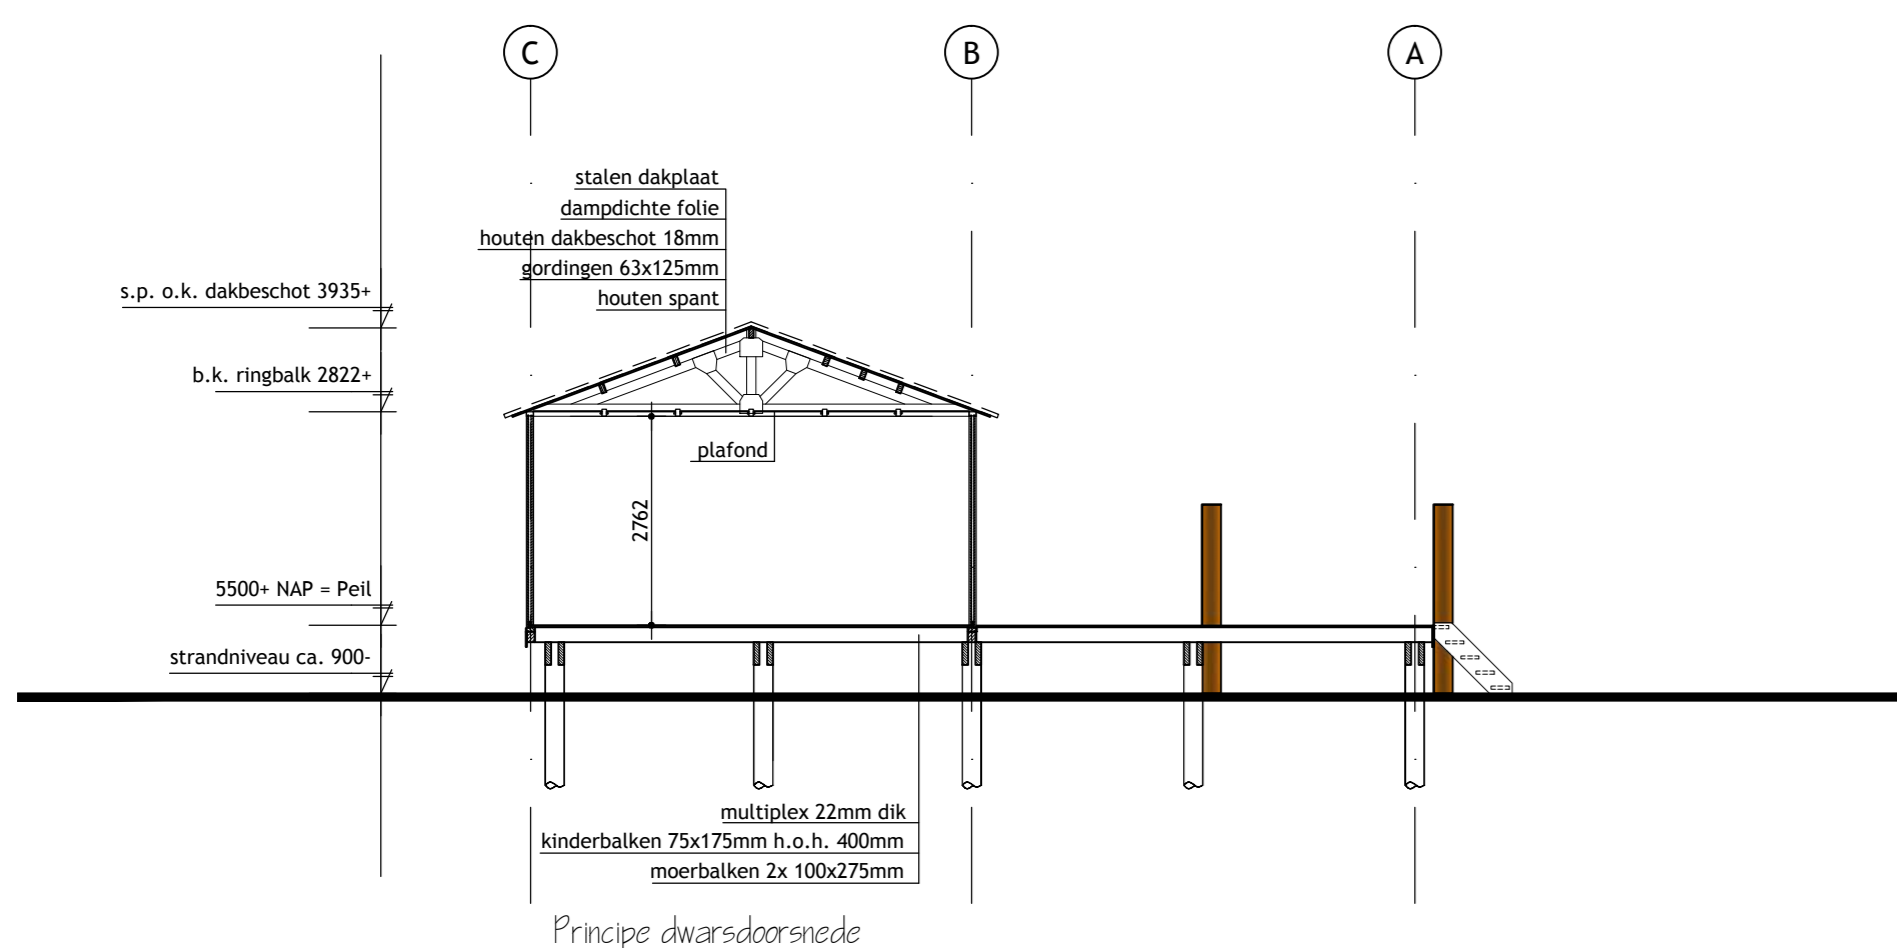 C
B
A
stalen dakplaat
dampdichte folie
houten dakbeschot 18mm
gordingen 63x125mm
houten spant
s.p. o.k. dakbeschot 3935+
b.k. ringbalk 2822+
plafond
2762
5500+ NAP = Peil
strandniveau ca. 900-
multiplex 22mm dik
kinderbalken 75x175mm h.o.h. 400mm
moerbalken 2x 100x275mm
Principe dwarsdoorsnede